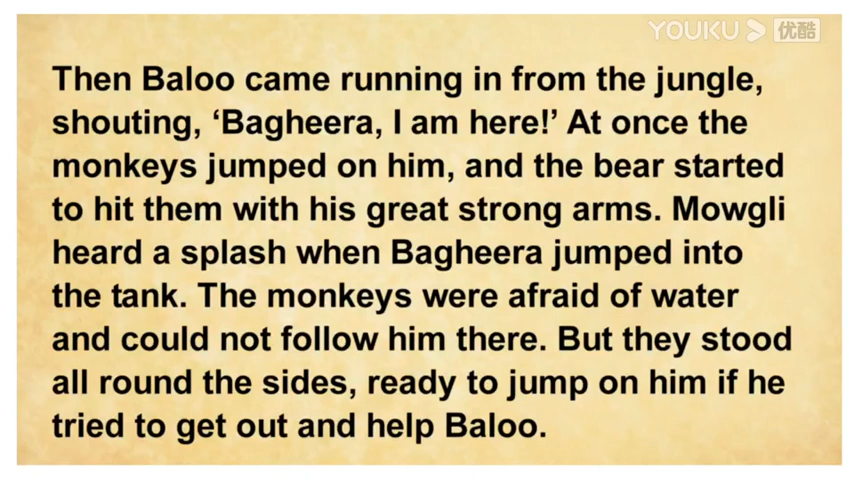 YOUKU 优酷
Then Baloo came running in from the jungle,
shouting, ‘Bagheera, I am here!’ At once the
monkeys jumped on him, and the bear started
to hit them with his great strong arms. Mowgli
heard a splash when Bagheera jumped into
the tank. The monkeys were afraid of water
and could not follow him there. But they stood
all round the sides, ready to jump on him if he
tried to get out and help Baloo.